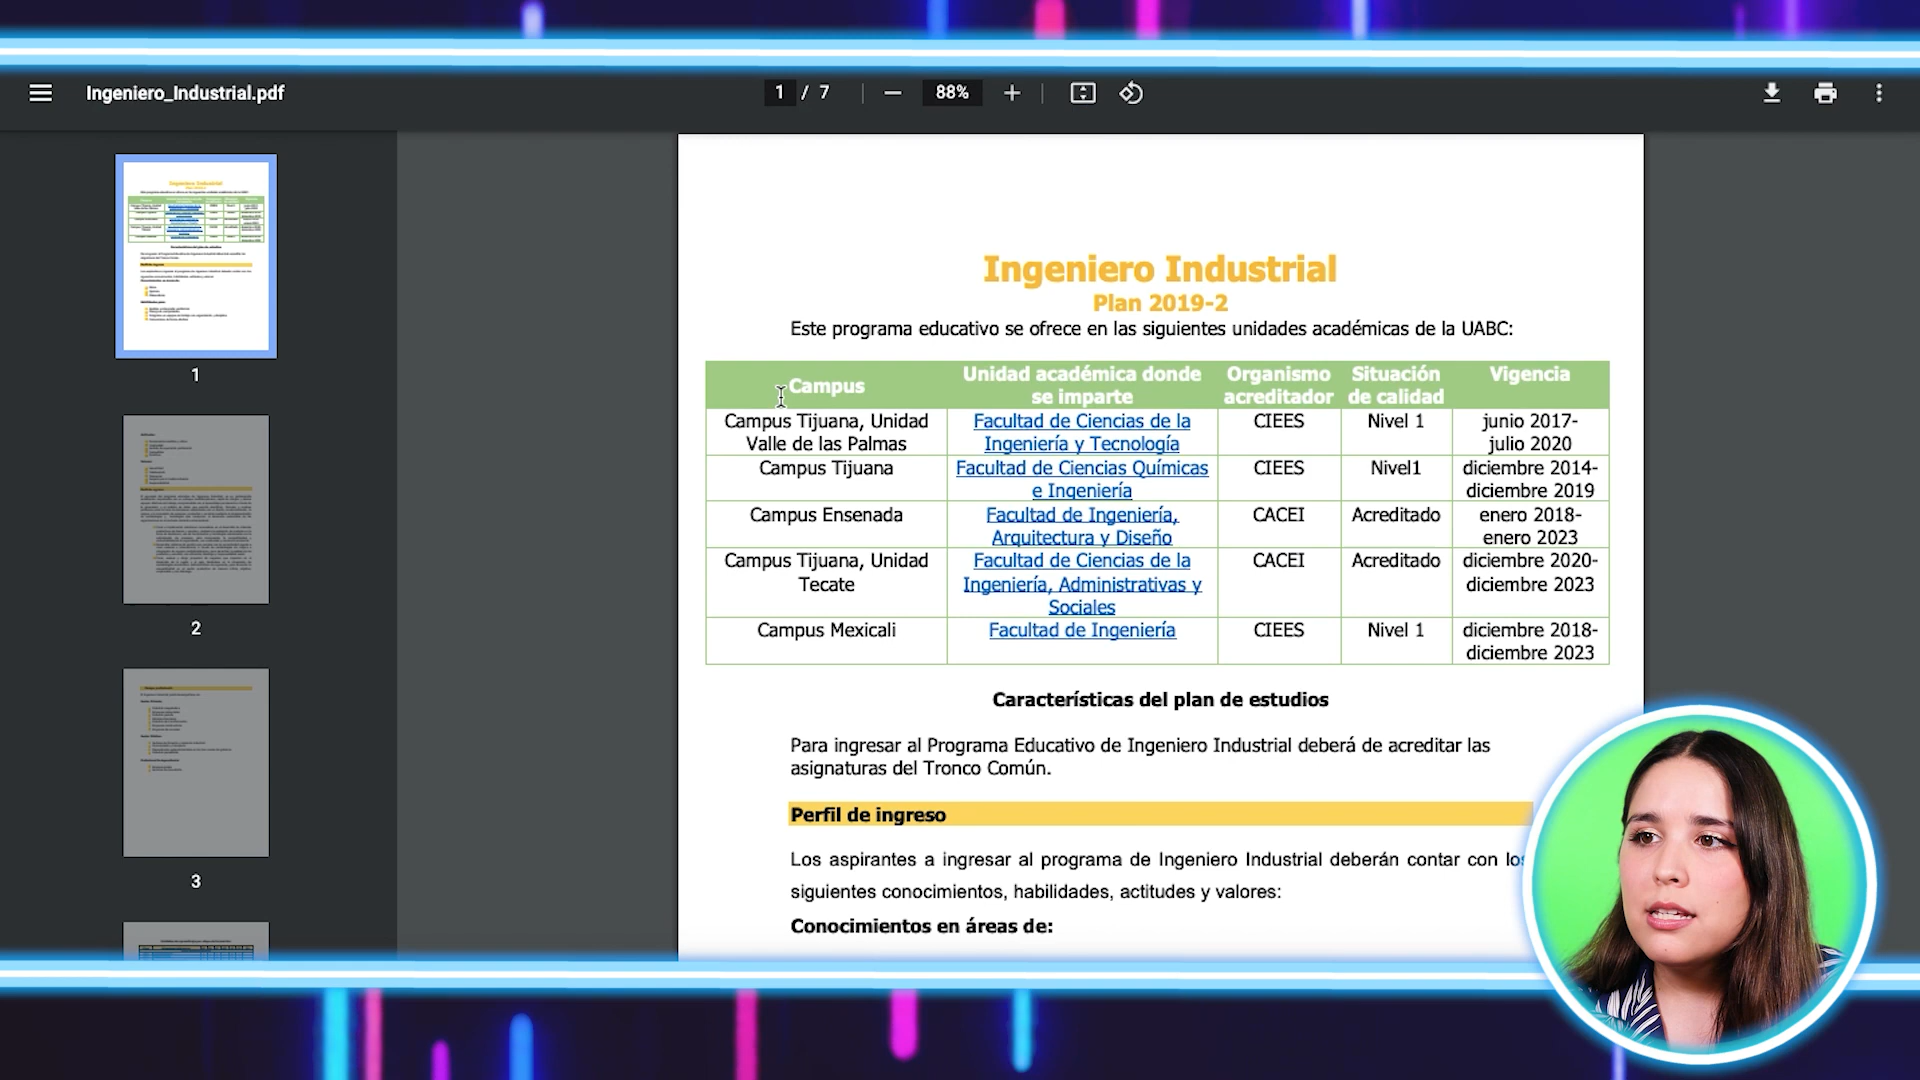 Ingeniero_Industrial.pdf
1 / 7
88%
1
2
3
Ingeniero Industrial
Plan 2019-2
Este programa educativo se ofrece en las siguientes unidades académicas de la UABC:
Campus
Unidad académica donde se imparte
Organismo acreditador
Situación de calidad
Vigencia
Campus Tijuana, Unidad Valle de las Palmas
Facultad de Ciencias de la Ingeniería y Tecnología
CIEES
Nivel 1
junio 2017-
julio 2020
Campus Tijuana
Facultad de Ciencias Químicas e Ingeniería
CIEES
Nivel1
diciembre 2014-
diciembre 2019
Campus Ensenada
Facultad de Ingeniería, Arquitectura y Diseño
CACEI
Acreditado
enero 2018-
enero 2023
Campus Tijuana, Unidad Tecate
Facultad de Ciencias de la Ingeniería, Administrativas y Sociales
CACEI
Acreditado
diciembre 2020-
diciembre 2023
Campus Mexicali
Facultad de Ingeniería
CIEES
Nivel 1
diciembre 2018-
diciembre 2023
Características del plan de estudios
Para ingresar al Programa Educativo de Ingeniero Industrial deberá de acreditar las
asignaturas del Tronco Común.
Perfil de ingreso
Los aspirantes a ingresar al programa de Ingeniero Industrial deberán contar con los
siguientes conocimientos, habilidades, actitudes y valores:
Conocimientos en áreas de: